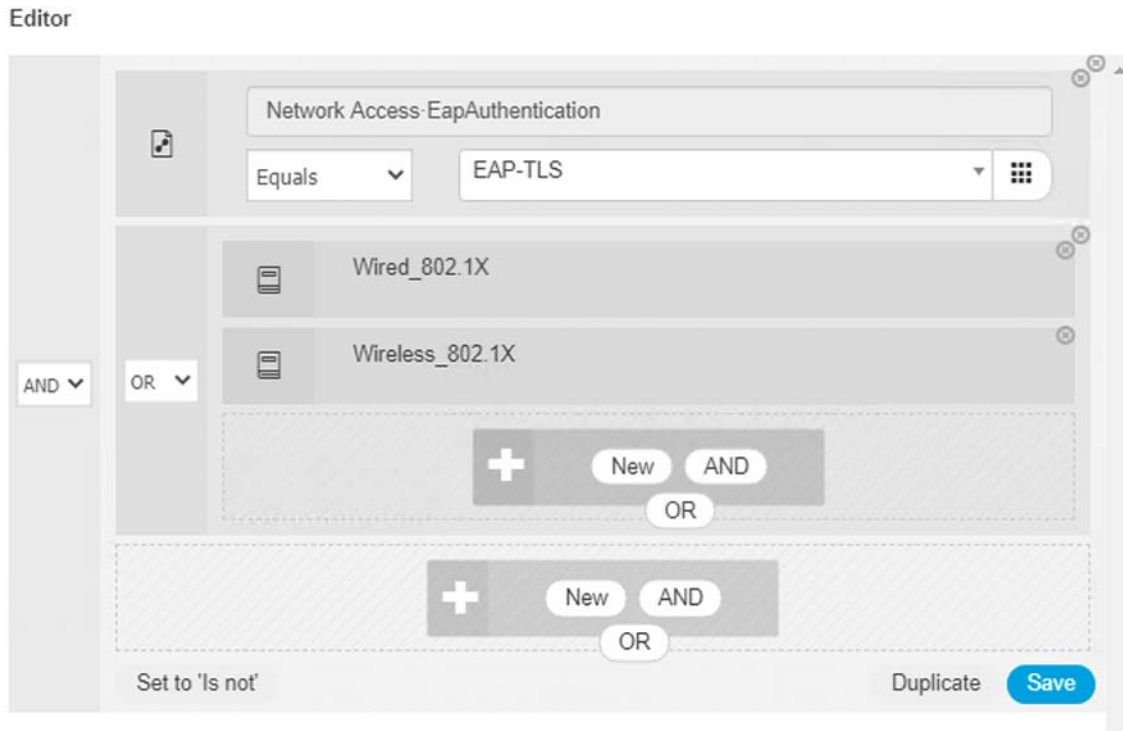 Editor
Network Access·EapAuthentication
Equals
EAP-TLS
Wired_802.1X
Wireless_802.1X
AND
OR
New
AND
OR
New
AND
OR
Set to 'Is not'
Duplicate
Save